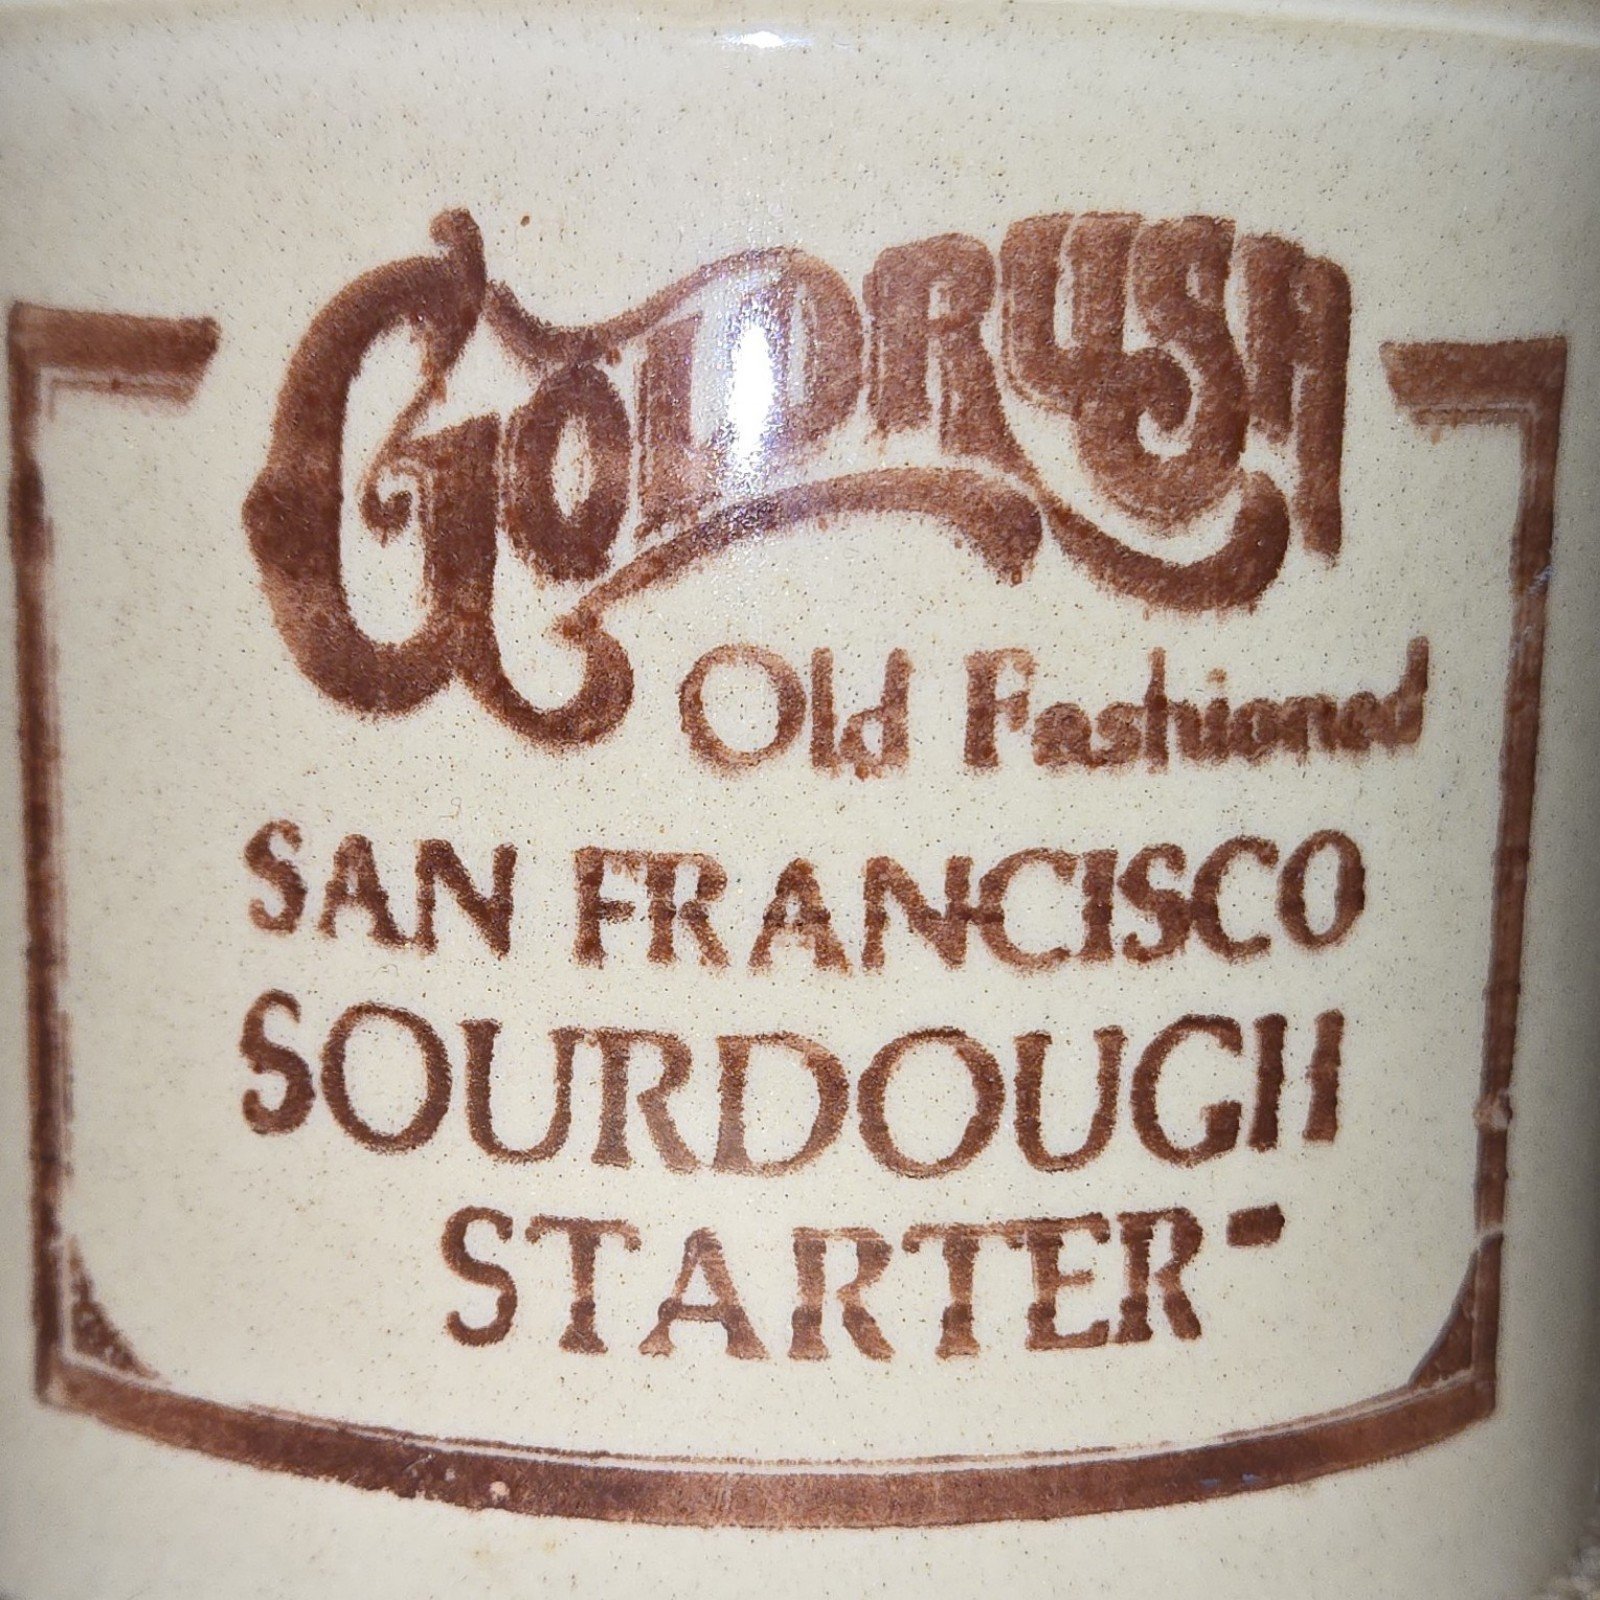 GOLDRUSH
Old Fashioned
SAN FRANCISCO
SOURDOUGH
STARTER-